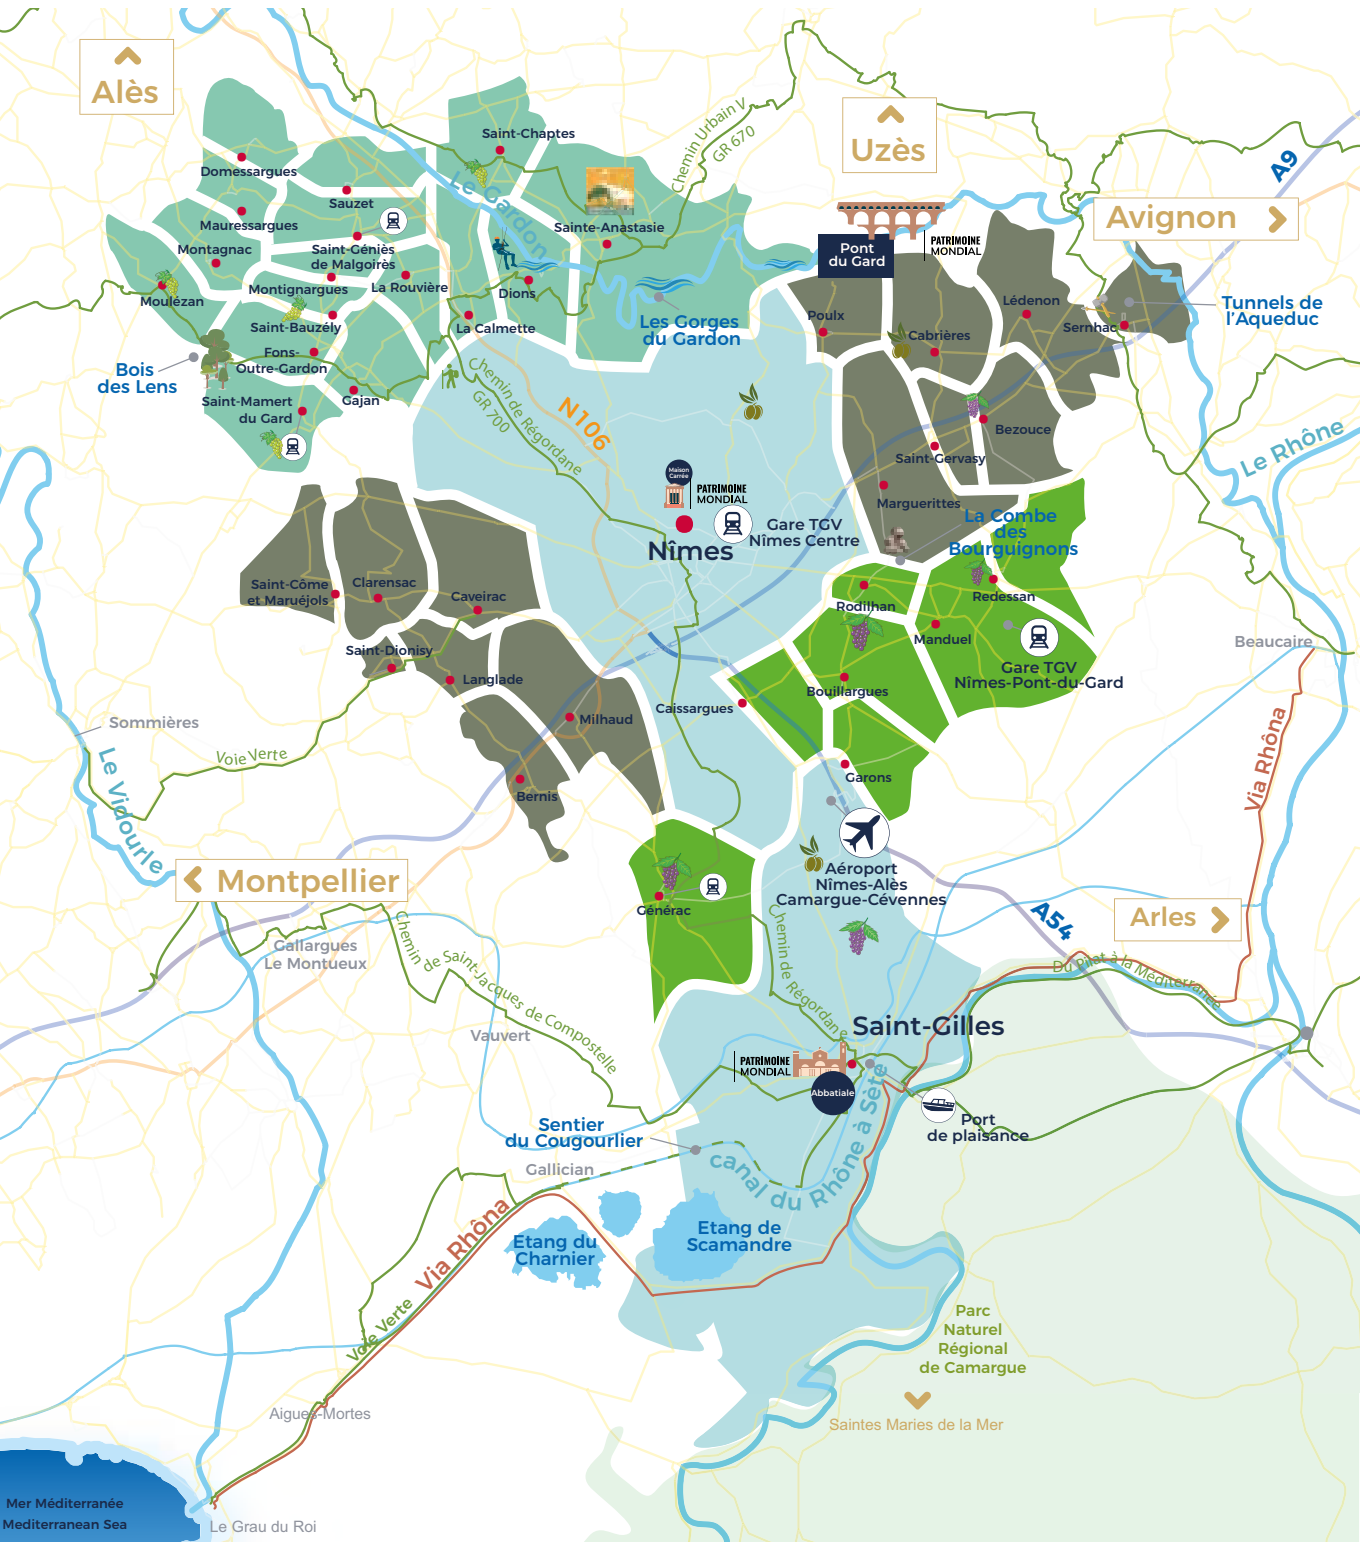 Alès
Uzès
A9
Avignon
Chemin Urbain V
GR 670
Saint-Chaptes
Le Gardon
Domessargues
Sauzet
Mauressargues
Sainte-Anastasie
Montagnac
Saint-Géniès
de Malgoirès
Pont
du Gard
PATRIMOINE
MONDIAL
Moulézan
Montignargues
La Rouvière
Dions
Saint-Bauzély
La Calmette
Les Gorges
du Gardon
Poulx
Cabrières
Lédenon
Sernhac
Tunnels de
l'Aqueduc
Bois
des Lens
Fons-
Outre-Gardon
Saint-Mamert
du Gard
Gajan
Chemin de Régordane
GR 700
N106
Bezouce
Saint-Gervasy
Le Rhône
Maison
Carrée
PATRIMOINE
MONDIAL
Marguerittes
Gare TGV
Nîmes Centre
Nîmes
La Combe
des
Bourguignons
Saint-Côme
et Maruéjols
Clarensac
Caveirac
Rodilhan
Redessan
Manduel
Beaucaire
Saint-Dionisy
Langlade
Gare TGV
Nîmes-Pont-du-Gard
Bouillargues
Caissargues
Milhaud
Sommières
Voie Verte
Le Vidourle
Via Rhôna
Garons
Bernis
Montpellier
Aéroport
Nîmes-Alès
Camargue-Cévennes
Générac
Arles
A54
Gallargues
Le Montueux
Chemin de Saint-Jacques de Compostelle
Chemin de Régordane
Du Pilat à la Méditerranée
Vauvert
Saint-Gilles
PATRIMOINE
MONDIAL
Abbatiale
Port
de plaisance
Sentier
du Cougourlier
Gallician
canal du Rhône à Sète
Via Rhôna
Etang du
Charnier
Etang de
Scamandre
Voie Verte
Parc
Naturel
Régional
de Camargue
Aigues-Mortes
Saintes Maries de la Mer
Mer Méditerranée
Mediterranean Sea
Le Grau du Roi